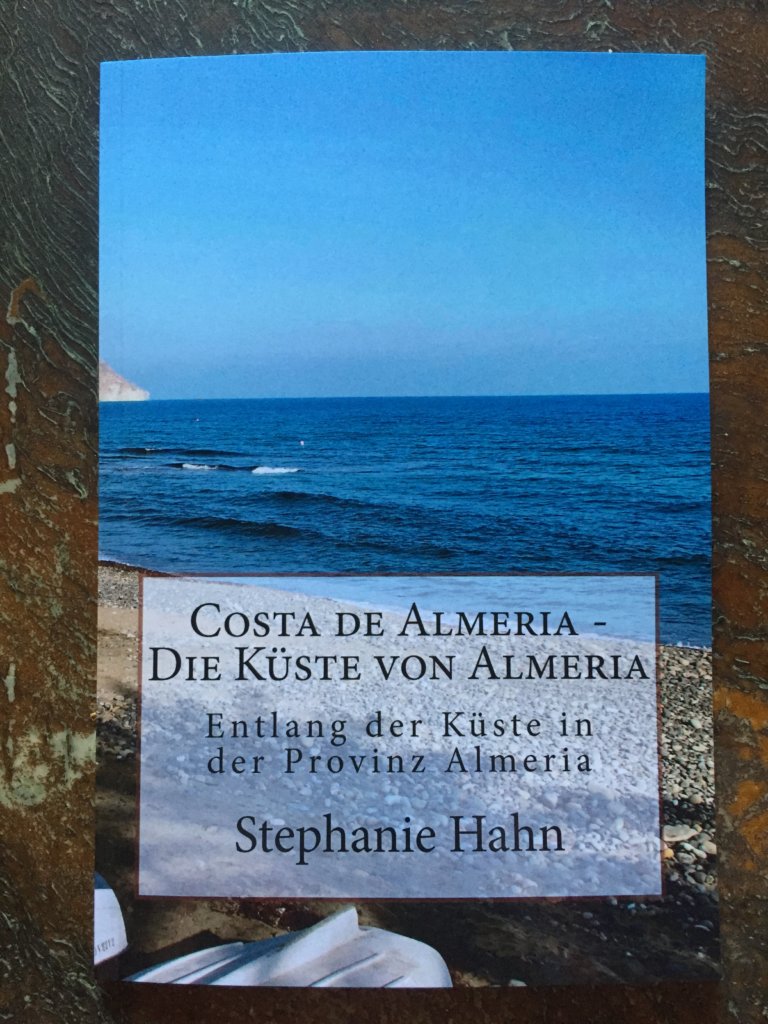 Costa de Almeria -
Die Küste von Almeria
Entlang der Küste in
der Provinz Almeria
Stephanie Hahn